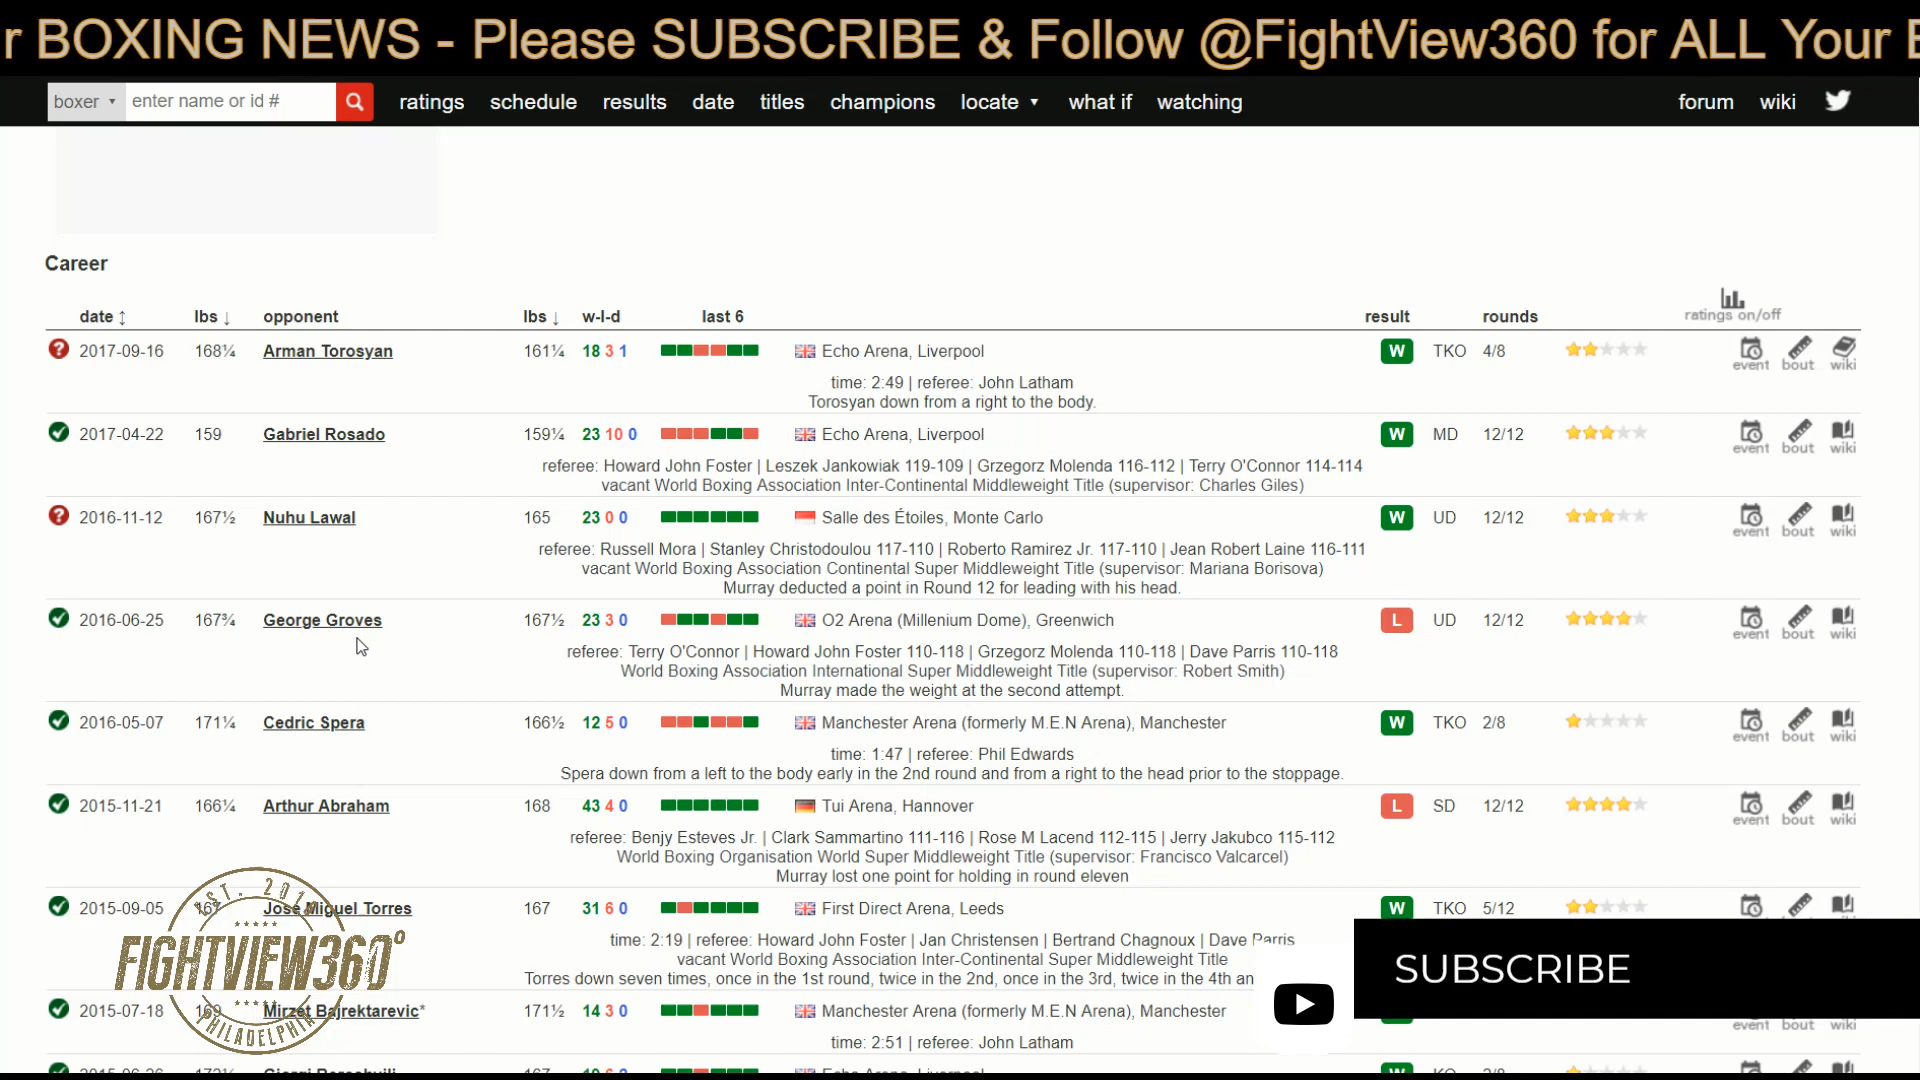 r BOXING NEWS - Please SUBSCRIBE & Follow @FightView360 for ALL Your
boxer enter name or id # ratings schedule results date titles champions locate what if watching forum wiki
Career
ratings on/off
date lbs opponent lbs w-l-d last 6 result rounds
2017-09-16 168¼ Arman Torosyan 161¼ 18 3 1 Echo Arena, Liverpool W TKO 4/8 event bout wiki
time: 2:49 | referee: John Latham
Torosyan down from a right to the body.
2017-04-22 159 Gabriel Rosado 159¼ 23 10 0 Echo Arena, Liverpool W MD 12/12 event bout wiki
referee: Howard John Foster | Leszek Jankowiak 119-109 | Grzegorz Molenda 116-112 | Terry O'Connor 114-114
vacant World Boxing Association Inter-Continental Middleweight Title (supervisor: Charles Giles)
2016-11-12 167½ Nuhu Lawal 165 23 0 0 Salle des Étoiles, Monte Carlo W UD 12/12 event bout wiki
referee: Russell Mora | Stanley Christodoulou 117-110 | Roberto Ramirez Jr. 117-110 | Jean Robert Laine 116-111
vacant World Boxing Association Continental Super Middleweight Title (supervisor: Mariana Borisova)
Murray deducted a point in Round 12 for leading with his head.
2016-06-25 167¾ George Groves 167½ 23 3 0 O2 Arena (Millenium Dome), Greenwich L UD 12/12 event bout wiki
referee: Terry O'Connor | Howard John Foster 110-118 | Grzegorz Molenda 110-118 | Dave Parris 110-118
World Boxing Association International Super Middleweight Title (supervisor: Robert Smith)
Murray made the weight at the second attempt.
2016-05-07 171¼ Cedric Spera 166½ 12 5 0 Manchester Arena (formerly M.E.N Arena), Manchester W TKO 2/8 event bout wiki
time: 1:47 | referee: Phil Edwards
Spera down from a left to the body early in the 2nd round and from a right to the head prior to the stoppage.
2015-11-21 166¼ Arthur Abraham 168 43 4 0 Tui Arena, Hannover L SD 12/12 event bout wiki
referee: Benjy Esteves Jr. | Clark Sammartino 111-116 | Rose M Lacend 112-115 | Jerry Jakubco 115-112
World Boxing Organisation World Super Middleweight Title (supervisor: Francisco Valcarcel)
Murray lost one point for holding in round eleven
2015-09-05 Jose Miguel Torres 167 31 6 0 First Direct Arena, Leeds W TKO 5/12
time: 2:19 | referee: Howard John Foster | Jan Christensen | Bertrand Chagnoux | Dave Parris
vacant World Boxing Association Inter-Continental Super Middleweight Title
Torres down seven times, once in the 1st round, twice in the 2nd, once in the 3rd, twice in the 4th an
2015-07-18 169 Mirzet Bajrektarevic* 171½ 14 3 0 Manchester Arena (formerly M.E.N Arena), Manchester event bout wiki
time: 2:51 | referee: John Latham
FIGHTVIEW360°
PHILADELPHIA
SUBSCRIBE